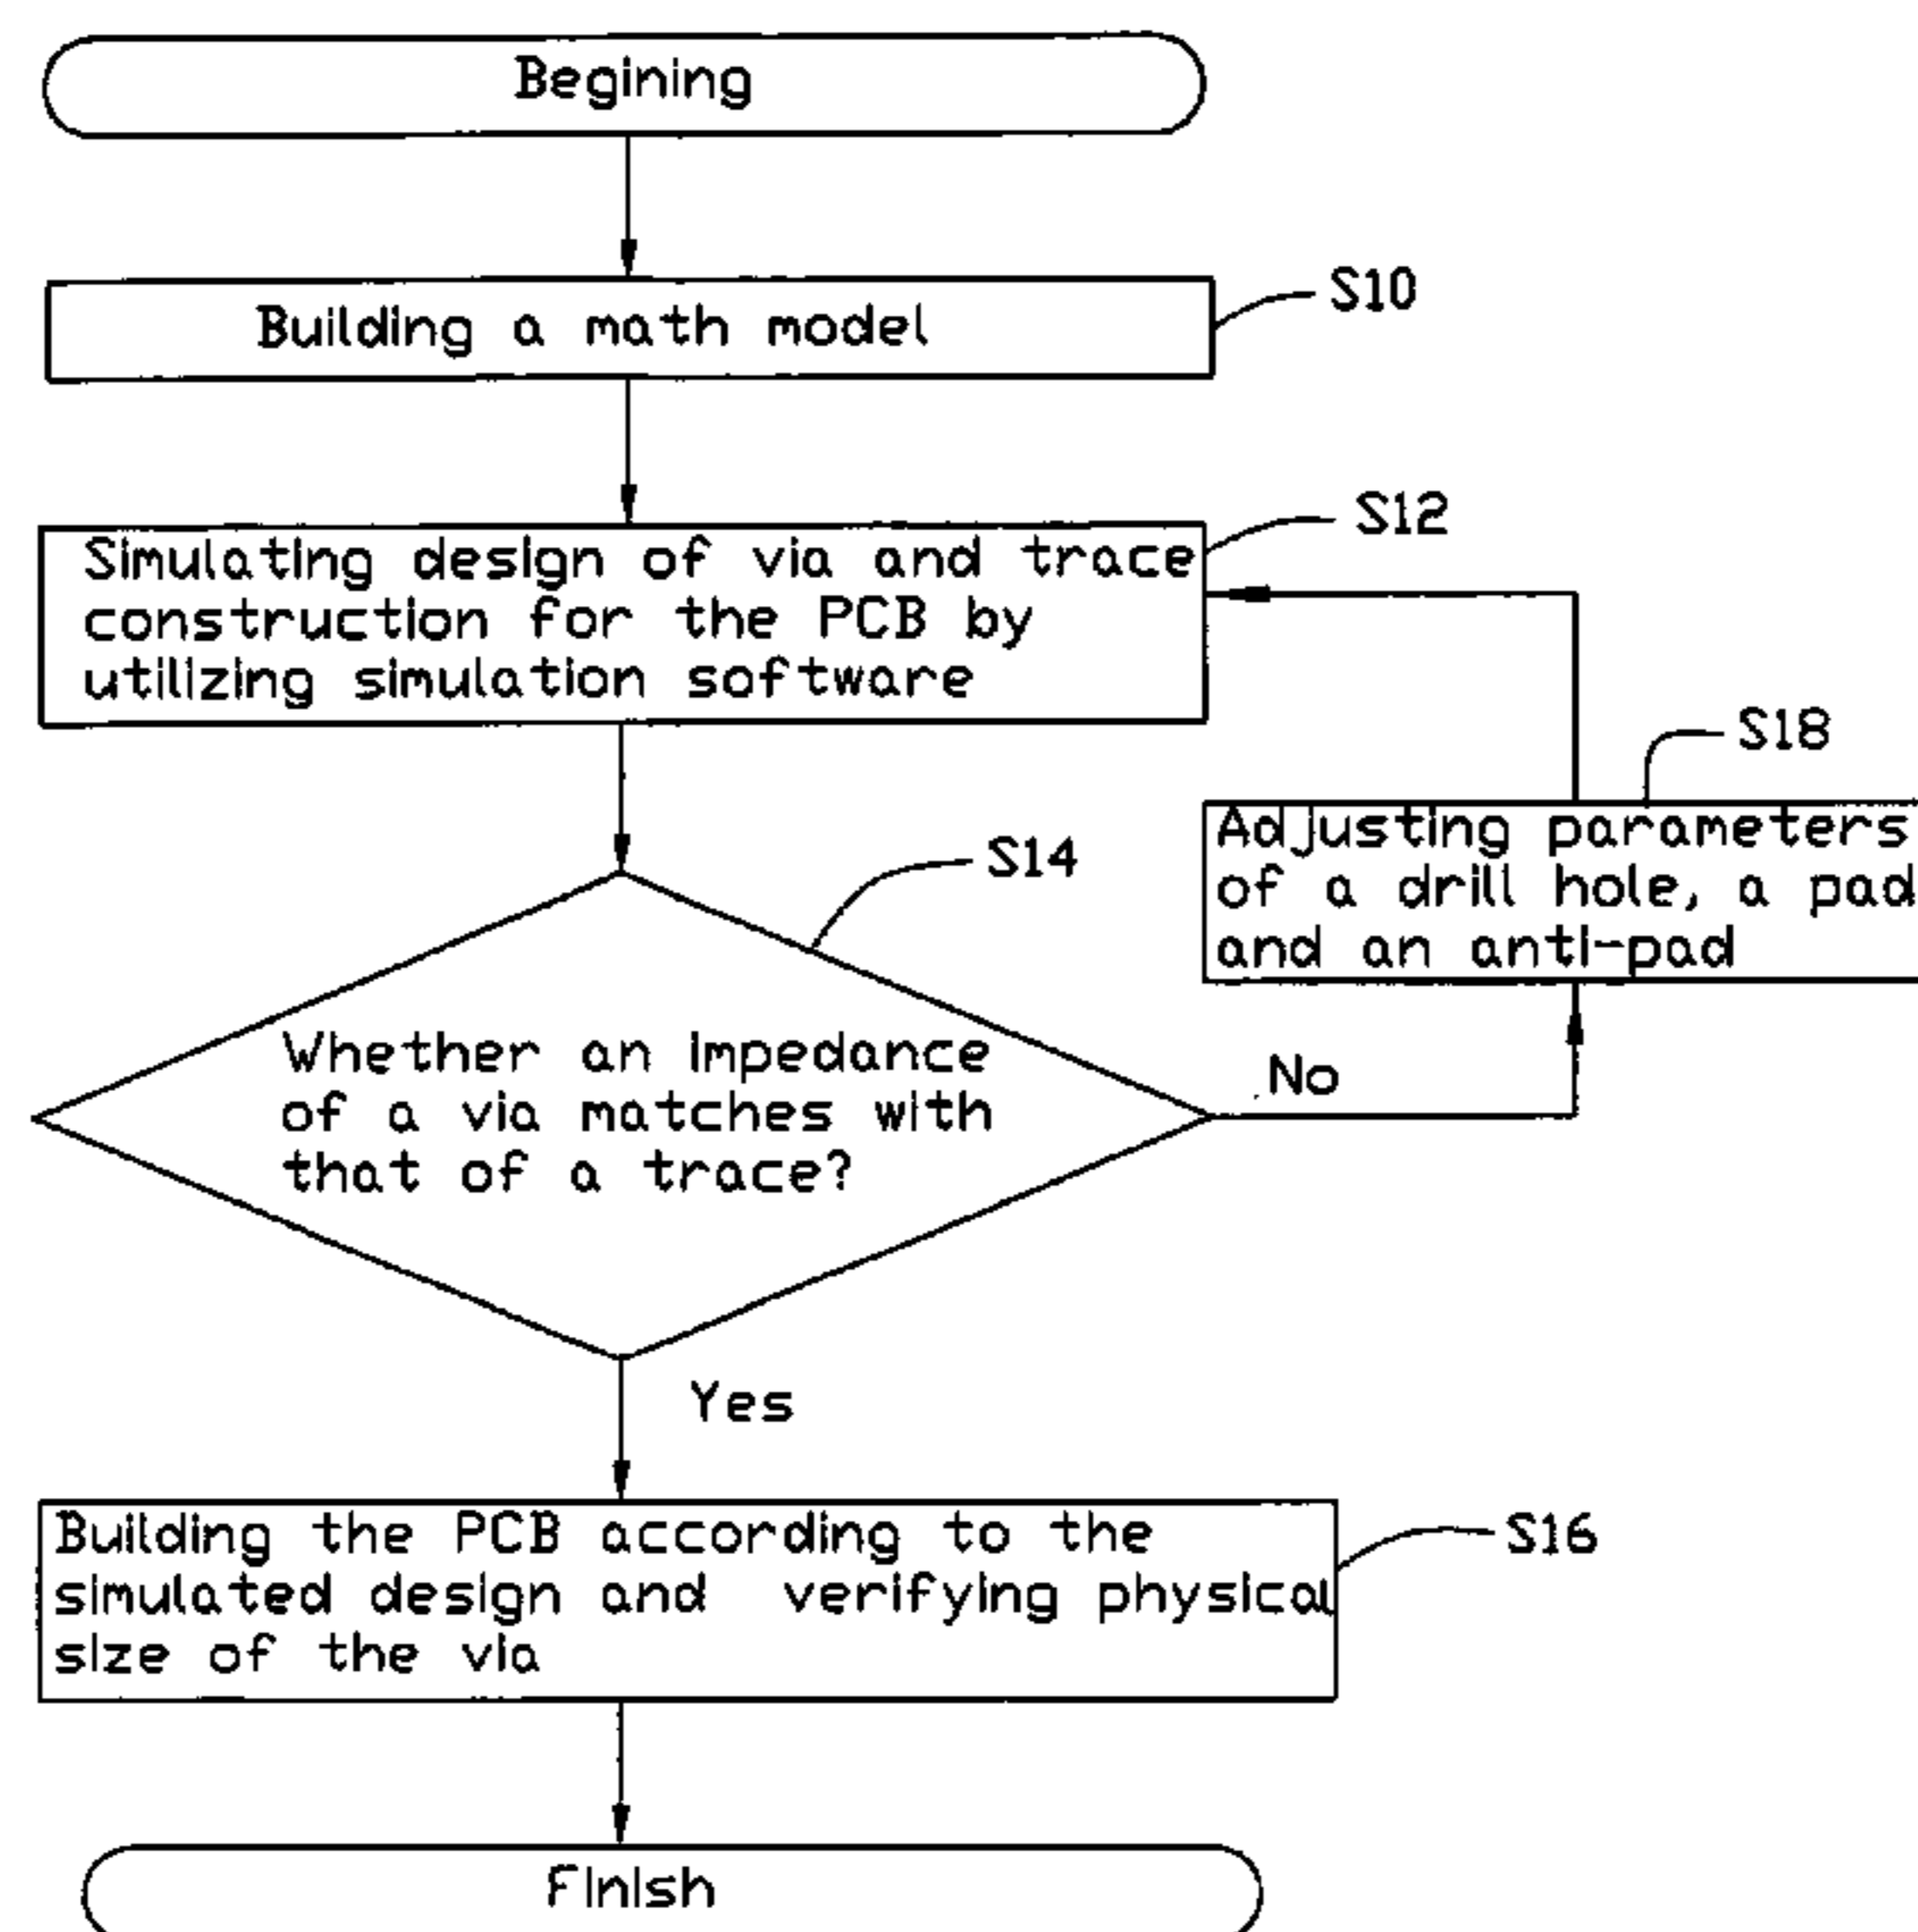 Begining
Building a math model
S10
S12
Simulating design of via and trace
construction for the PCB by
utilizing simulation software
S18
Adjusting parameters
of a drill hole, a pad
and an anti-pad
S14
Whether an impedance
of a via matches with
that of a trace?
No
Yes
Building the PCB according to the
simulated design and verifying physical
size of the via
S16
Finish